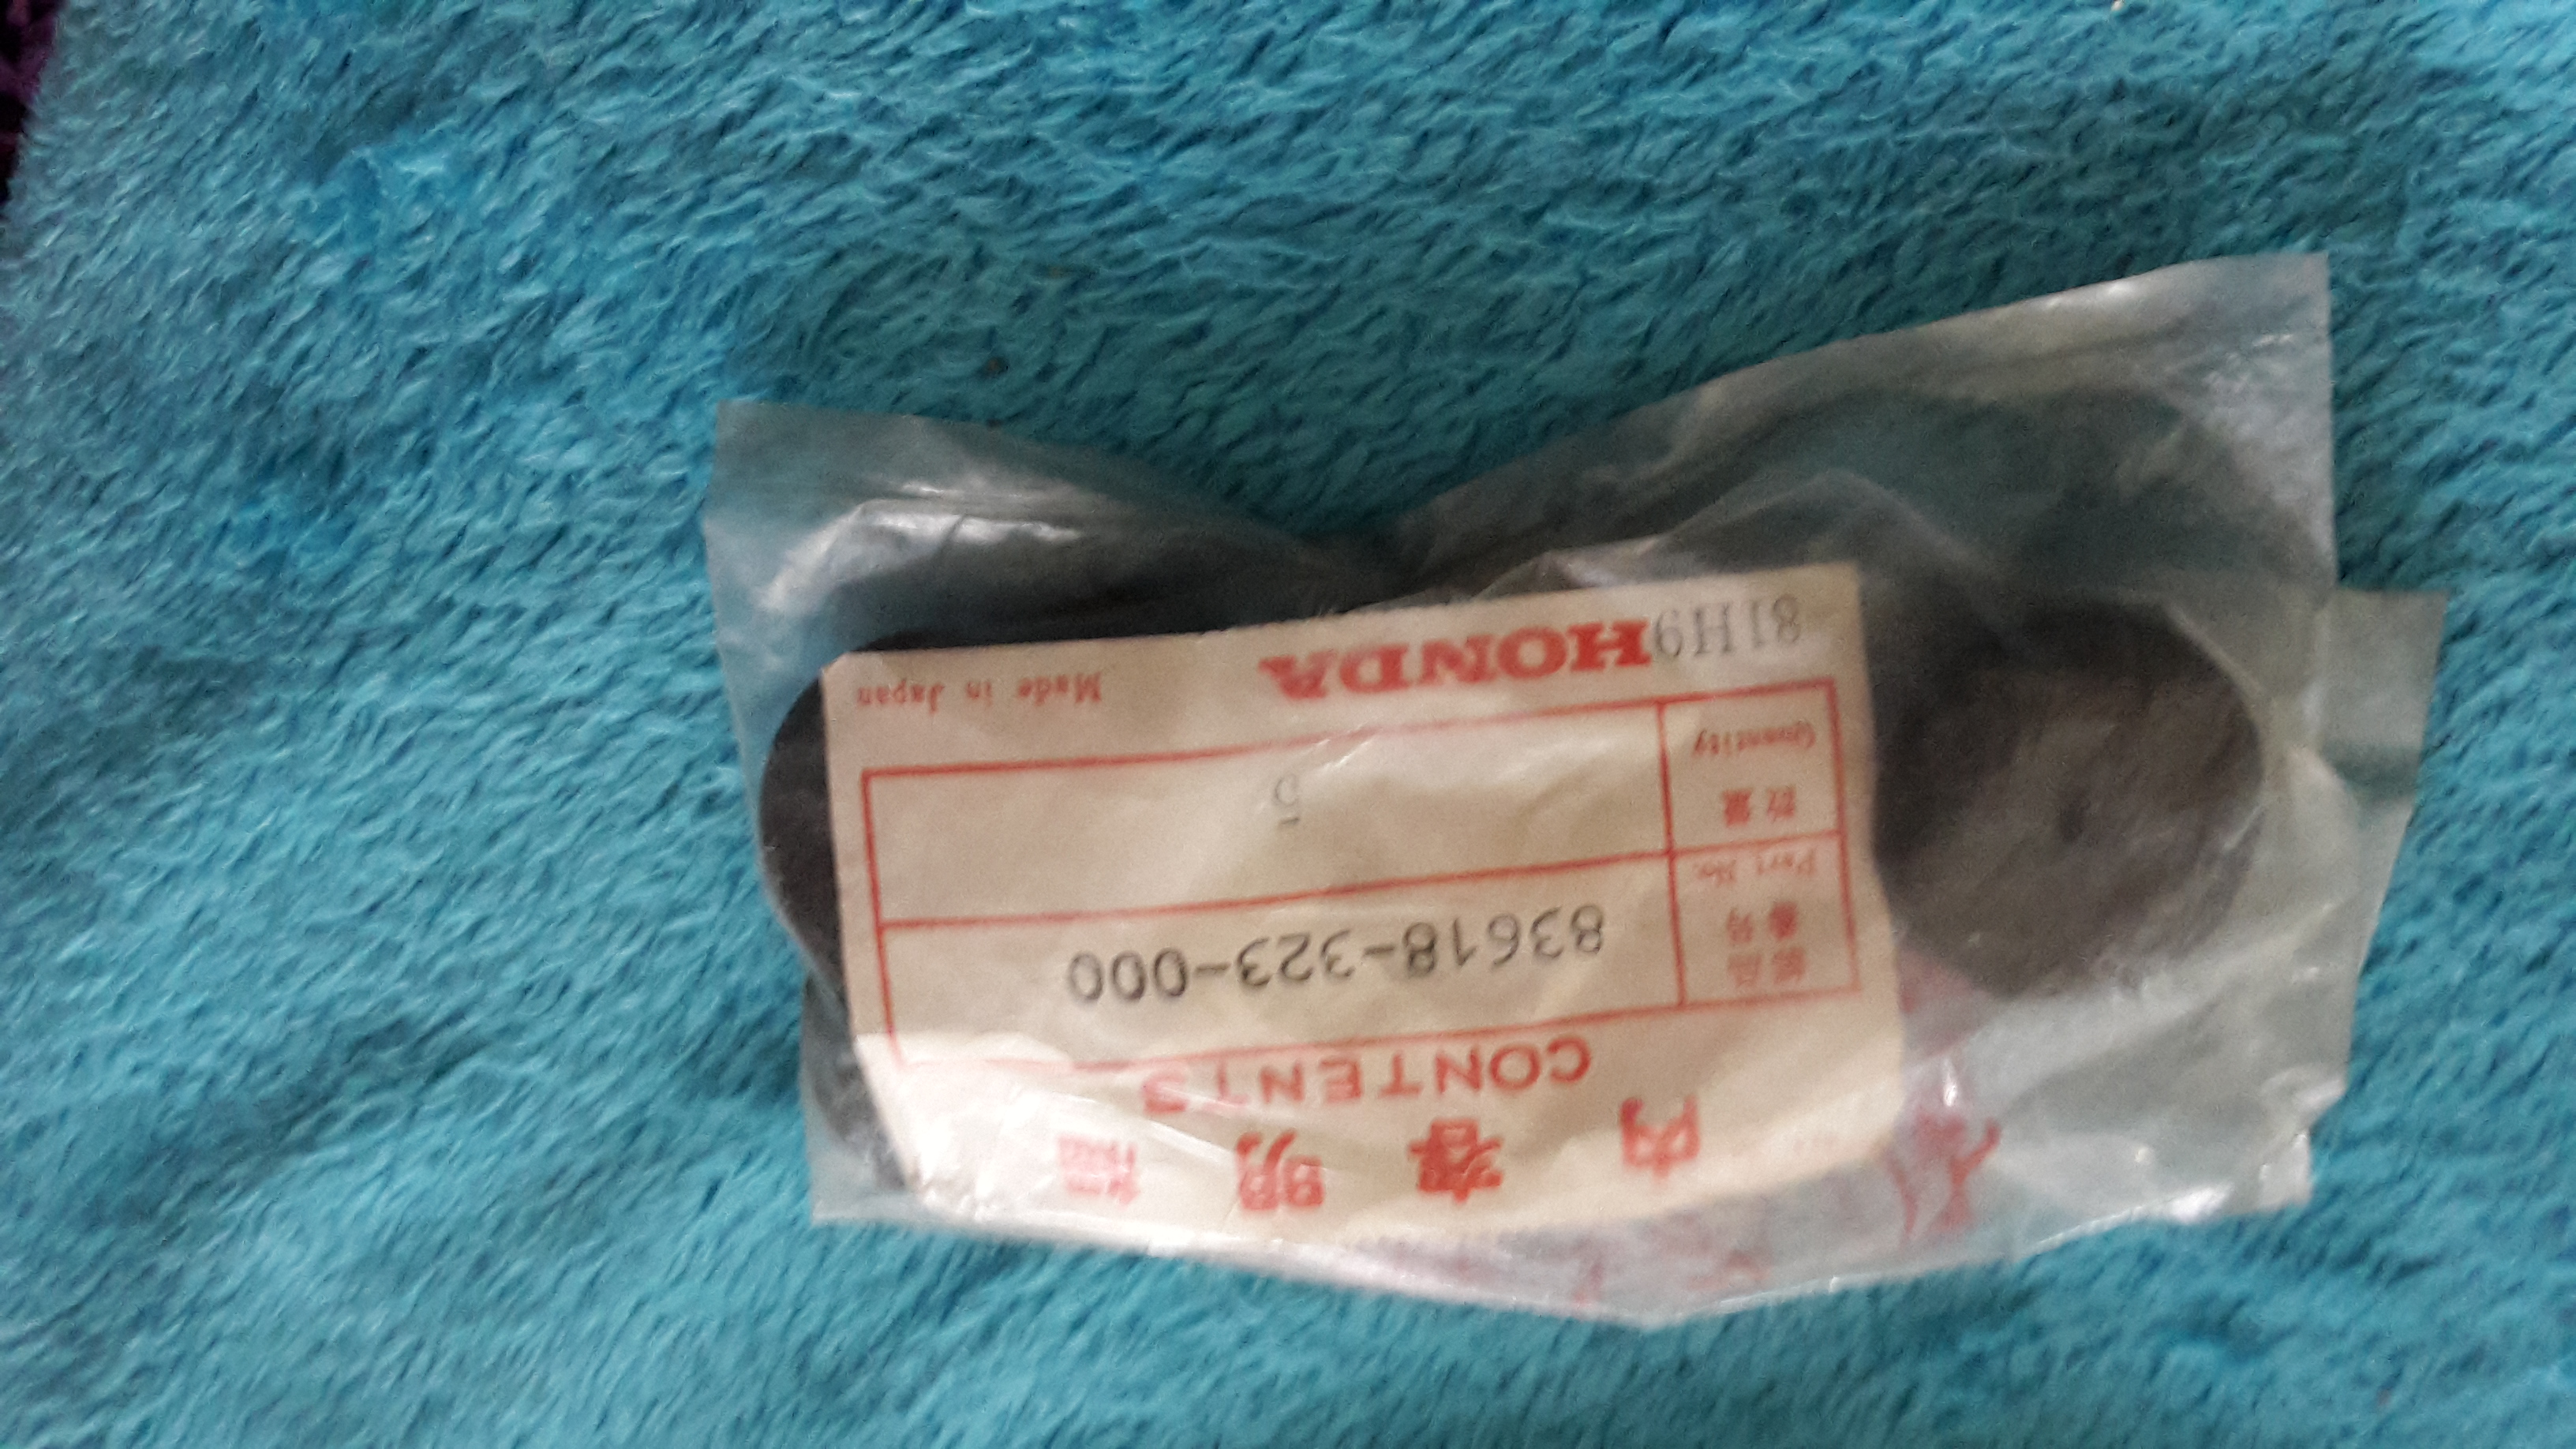 内容明細
CONTENTS
部品
番号
Part No.
83618-323-000
数量
Quantity
5
81H9
HONDA
Made in Japan